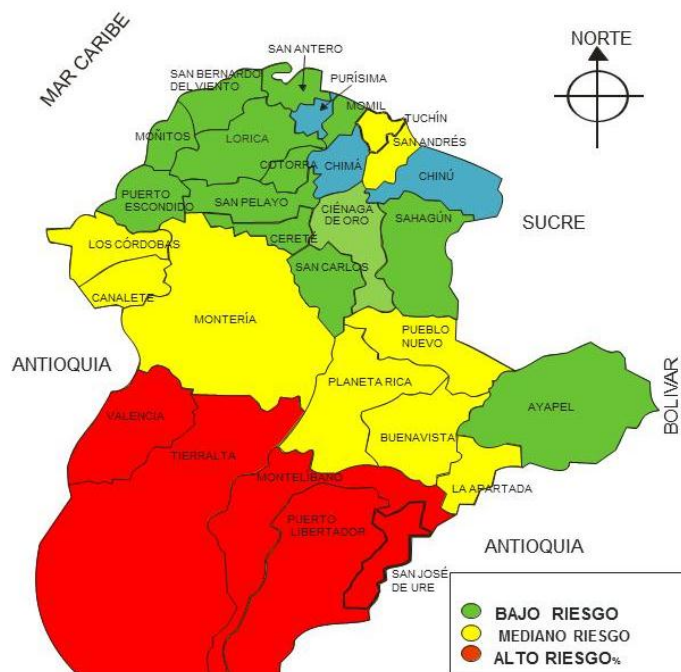 MAR CARIBE
NORTE
SAN ANTERO
SAN BERNARDO
DEL VIENTO
PURÍSIMA
MOMIL
TUCHÍN
SAN ANDRÉS
MOÑITOS
LORICA
COTORRA
CHIMÁ
CHINÚ
PUERTO
ESCONDIDO
SAN PELAYO
CIÉNAGA
DE ORO
SAHAGÚN
SUCRE
LOS CÓRDOBAS
CERETÉ
SAN CARLOS
CANALETE
MONTERÍA
PUEBLO
NUEVO
ANTIOQUIA
PLANETA RICA
BOLIVAR
VALENCIA
AYAPEL
BUENAVISTA
TIERRALTA
MONTELÍBANO
LA APARTADA
PUERTO
LIBERTADOR
ANTIOQUIA
SAN JOSÉ
DE URE
BAJO RIESGO
MEDIANO RIESGO
ALTO RIESGO%